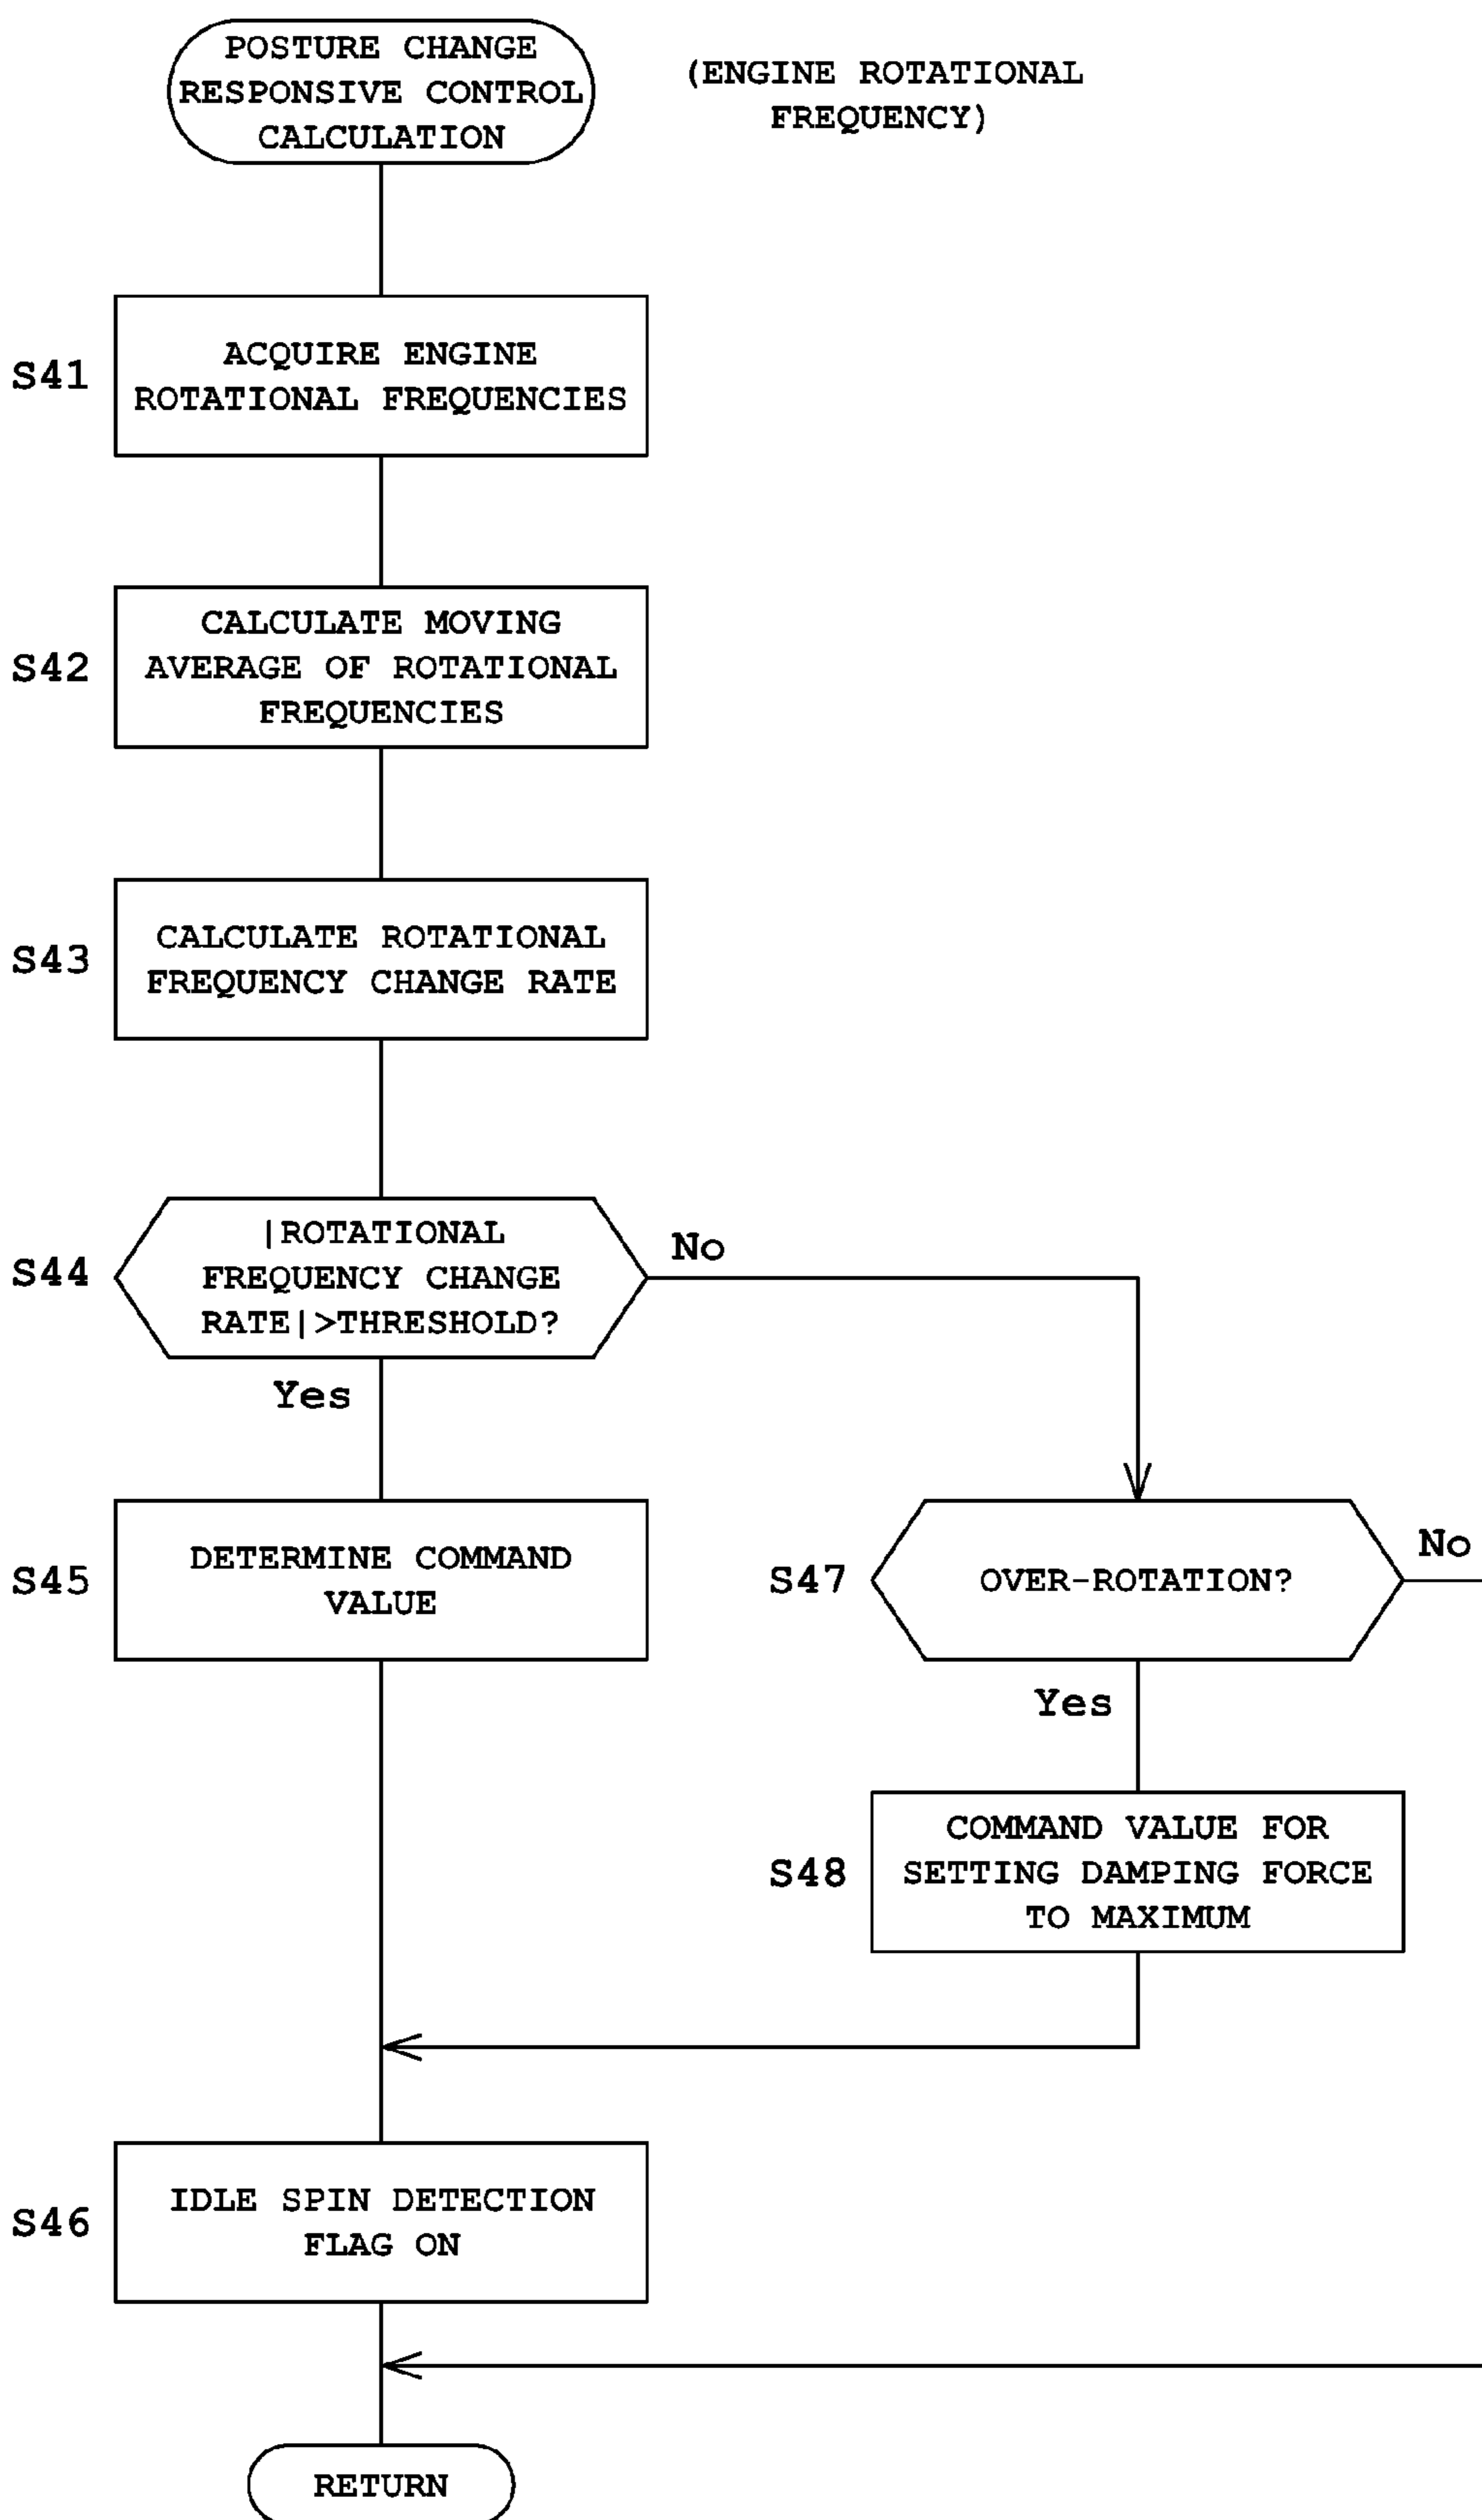 POSTURE CHANGE
RESPONSIVE CONTROL
CALCULATION
(ENGINE ROTATIONAL
FREQUENCY)
S41
ACQUIRE ENGINE
ROTATIONAL FREQUENCIES
S42
CALCULATE MOVING
AVERAGE OF ROTATIONAL
FREQUENCIES
S43
CALCULATE ROTATIONAL
FREQUENCY CHANGE RATE
S44
|ROTATIONAL
FREQUENCY CHANGE
RATE|>THRESHOLD?
No
Yes
S45
DETERMINE COMMAND
VALUE
S47
OVER-ROTATION?
No
Yes
S48
COMMAND VALUE FOR
SETTING DAMPING FORCE
TO MAXIMUM
S46
IDLE SPIN DETECTION
FLAG ON
RETURN